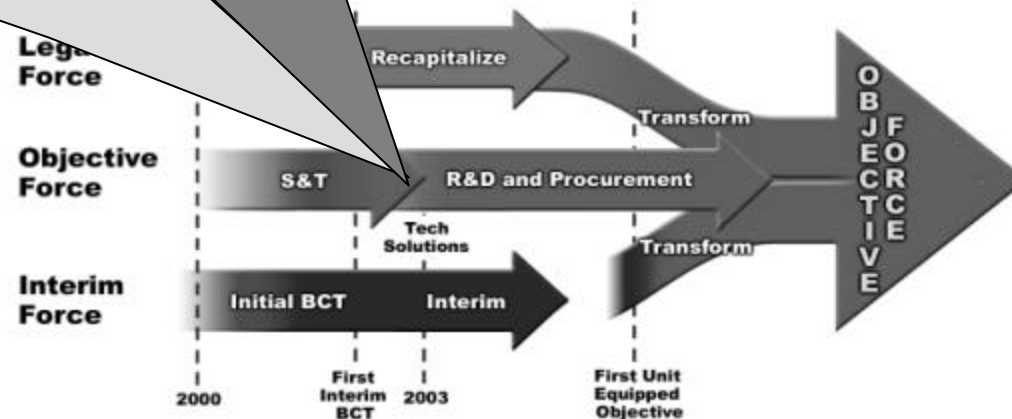 Lega
Force
Recapitalize
Transform
Objective
Force
S&T
R&D and Procurement
Tech
Solutions
Transform
Interim
Force
Initial BCT
Interim
OBJECTIVE
FORCE
2000
First
Interim
BCT
2003
First Unit
Equipped
Objective